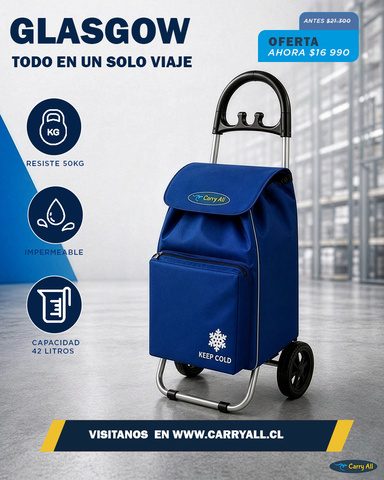 GLASGOW
TODO EN UN SOLO VIAJE
ANTES $21.300
OFERTA
AHORA $16 990
KG
RESISTE 50KG
IMPERMEABLE
CAPACIDAD
42 LITROS
Carry All
KEEP COLD
VISITANOS EN WWW.CARRYALL.CL
Carry All